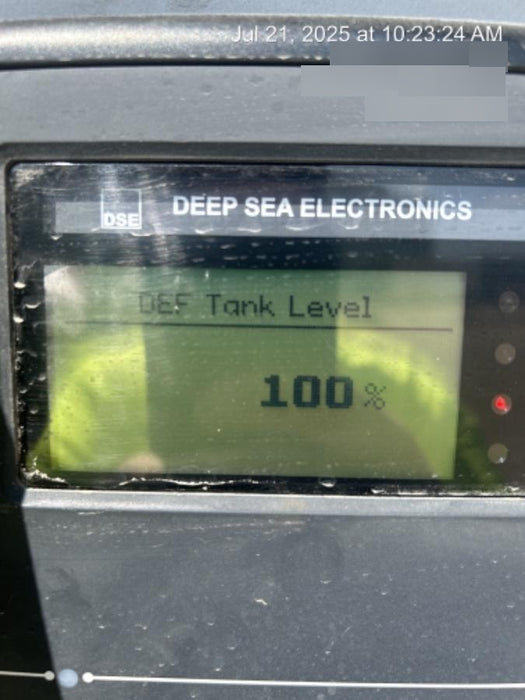 Jul 21, 2025 at 10:23:24 AM
DSE
DEEP SEA ELECTRONICS
DEF Tank Level
100%